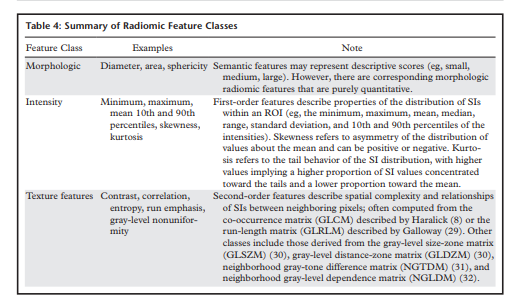 Table 4: Summary of Radiomic Feature Classes
Feature Class Examples Note
Morphologic Diameter, area, sphericity Semantic features may represent descriptive scores (eg, small,
medium, large). However, there are corresponding morphologic
radiomic features that are purely quantitative.
Intensity Minimum, maximum, First-order features describe properties of the distribution of SIs
mean 10th and 90th within an ROI (eg, the minimum, maximum, mean, median,
percentiles, skewness, range, standard deviation, and 10th and 90th percentiles of the
kurtosis intensities). Skewness refers to asymmetry of the distribution of
values about the mean and can be positive or negative. Kurto-
sis refers to the tail behavior of the SI distribution, with higher
values implying a higher proportion of SI values concentrated
toward the tails and a lower proportion toward the mean.
Texture features Contrast, correlation, Second-order features describe spatial complexity and relationships
entropy, run emphasis, of SIs between neighboring pixels; often computed from the
gray-level nonunifor- co-occurrence matrix (GLCM) described by Haralick (8) or the
mity run-length matrix (GLRLM) described by Galloway (29). Other
classes include those derived from the gray-level size-zone matrix
(GLSZM) (30), gray-level distance-zone matrix (GLDZM) (30),
neighborhood gray-tone difference matrix (NGTDM) (31), and
neighborhood gray-level dependence matrix (NGLDM) (32).